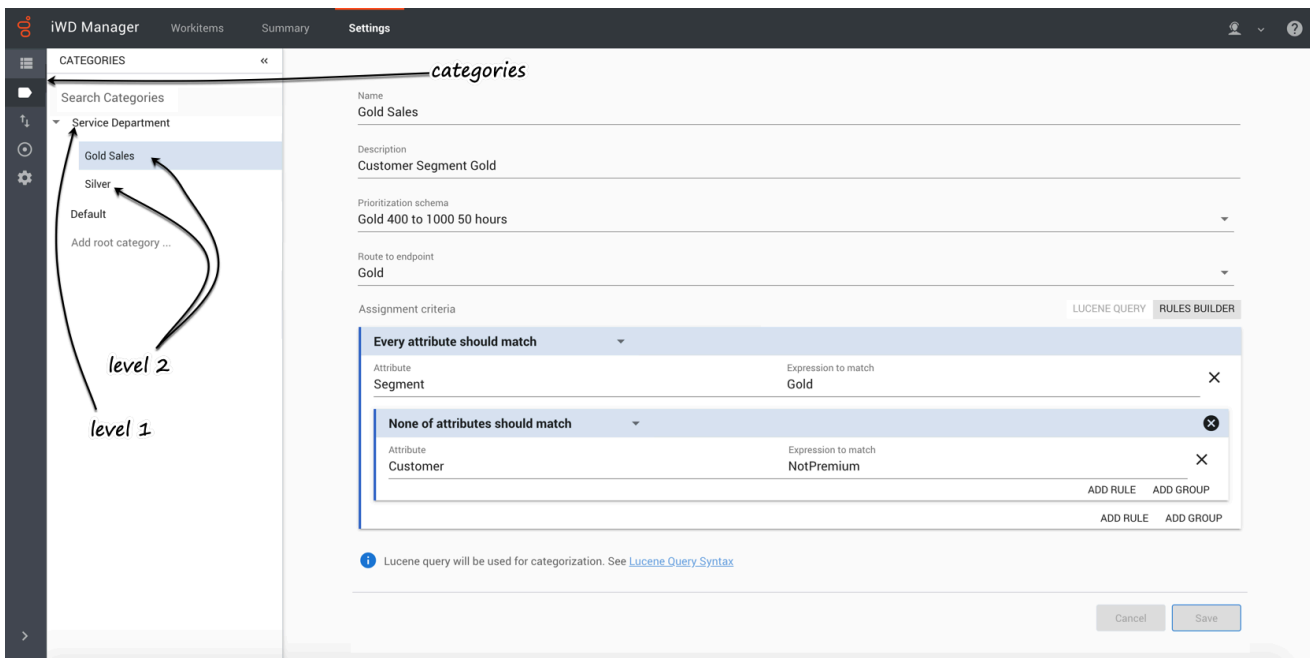 iWD Manager Workitems Summary Settings
CATEGORIES «
categories
Search Categories
Service Department
Gold Sales
Silver
Default
Add root category ...
level 2
level 1
Name
Gold Sales
Description
Customer Segment Gold
Prioritization schema
Gold 400 to 1000 50 hours
Route to endpoint
Gold
Assignment criteria LUCENE QUERY RULES BUILDER
Every attribute should match
Attribute Expression to match
Segment Gold
None of attributes should match
Attribute Expression to match
Customer NotPremium
ADD RULE ADD GROUP
ADD RULE ADD GROUP
Lucene query will be used for categorization. See Lucene Query Syntax
Cancel Save